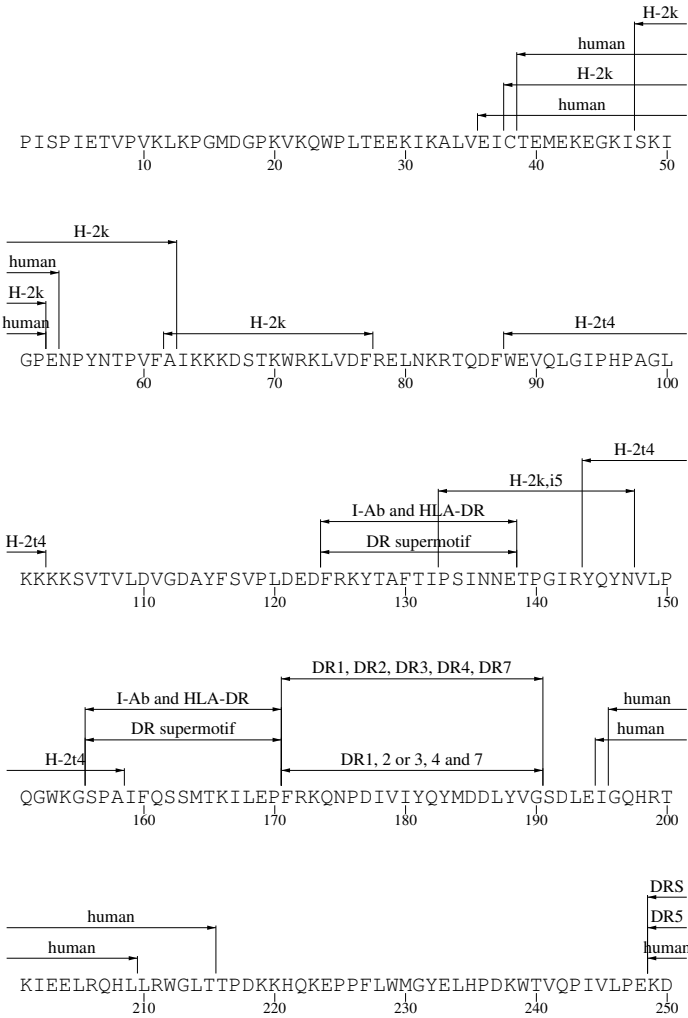 H-2k
human
H-2k
human
PISPIETVPVKLKPGMDGPKVKQWPLTEEKIKALVEICTEMEKEGKISKI
10 20 30 40 50
H-2k
human
H-2k
human H-2k H-2t4
GPENPYNTPVFAIKKKDSTKWRKLVDFRELNKRTQDFWEVQLGIPHPAGL
60 70 80 90 100
H-2t4
H-2k,i5
I-Ab and HLA-DR
H-2t4 DR supermotif
KKKKSVTVLDVGDAYFSVPLDEDFRKYTAFTIPSINNETPGIRYQYNVLP
110 120 130 140 150
DR1, DR2, DR3, DR4, DR7
I-Ab and HLA-DR human
DR supermotif human
H-2t4 DR1, 2 or 3, 4 and 7
QGWKGSPAIFQSSMTKILEPFRKQNPDIVIYQYMDDLYVGSDLEIGQHRT
160 170 180 190 200
DRS
human DR5
human human
KIEELRQHLLRWGLTTPDKKHQKEPPFLWMGYELHPDKWTVQPIVLPEKD
210 220 230 240 250